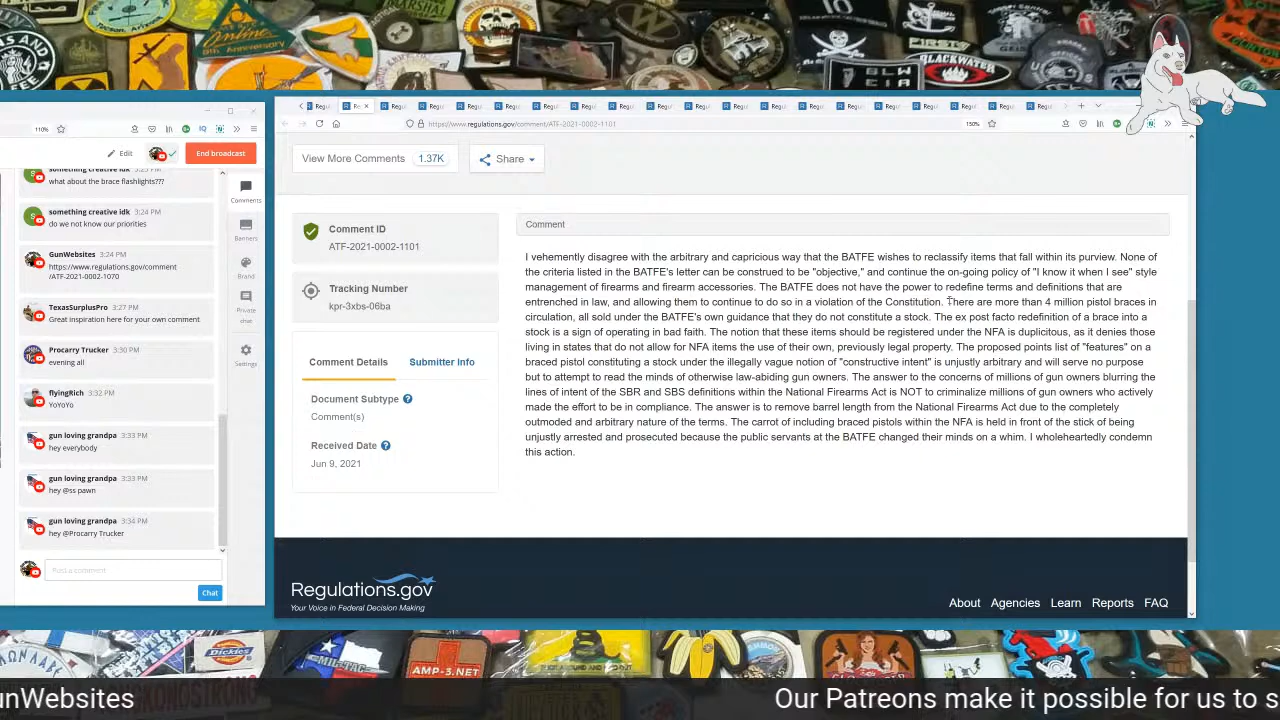 110%
Edit
End broadcast
what about the brace flashlights???
something creative idk 3:24 PM
do we not know our priorities
GunWebsites 3:24 PM
https://www.regulations.gov/comment
/ATF-2021-0002-1070
TexasSurplusPro 3:27 PM
Great inspiration here for your own comment
Procarry Trucker 3:30 PM
evening all
flyingRich 3:32 PM
YoYoYo
gun loving grandpa 3:33 PM
hey everybody
gun loving grandpa 3:33 PM
hey @ss pawn
gun loving grandpa 3:34 PM
hey @Procarry Trucker
Post a comment
Chat
Comments
Banners
Brand
Private
chat
Settings
https://www.regulations.gov/comment/ATF-2021-0002-1101
150%
View More Comments 1.37K
Share
Comment ID
ATF-2021-0002-1101
Tracking Number
kpr-3xbs-06ba
Comment Details
Submitter Info
Document Subtype
Comment(s)
Received Date
Jun 9, 2021
Comment
I vehemently disagree with the arbitrary and capricious way that the BATFE wishes to reclassify items that fall within its purview. None of
the criteria listed in the BATFE's letter can be construed to be "objective," and continue the on-going policy of "I know it when I see" style
management of firearms and firearm accessories. The BATFE does not have the power to redefine terms and definitions that are
entrenched in law, and allowing them to continue to do so in a violation of the Constitution. There are more than 4 million pistol braces in
circulation, all sold under the BATFE's own guidance that they do not constitute a stock. The ex post facto redefinition of a brace into a
stock is a sign of operating in bad faith. The notion that these items should be registered under the NFA is duplicitous, as it denies those
living in states that do not allow for NFA items the use of their own, previously legal property. The proposed points list of "features" on a
braced pistol constituting a stock under the illegally vague notion of "constructive intent" is unjustly arbitrary and will serve no purpose
but to attempt to read the minds of otherwise law-abiding gun owners. The answer to the concerns of millions of gun owners blurring the
lines of intent of the SBR and SBS definitions within the National Firearms Act is NOT to criminalize millions of gun owners who actively
made the effort to be in compliance. The answer is to remove barrel length from the National Firearms Act due to the completely
outmoded and arbitrary nature of the terms. The carrot of including braced pistols within the NFA is held in front of the stick of being
unjustly arrested and prosecuted because the public servants at the BATFE changed their minds on a whim. I wholeheartedly condemn
this action.
Regulations.gov
Your Voice in Federal Decision Making
About Agencies Learn Reports FAQ
BLACKWATER
Dickies
AMP-3.NET
unWebsites
Our Patreons make it possible for us to s